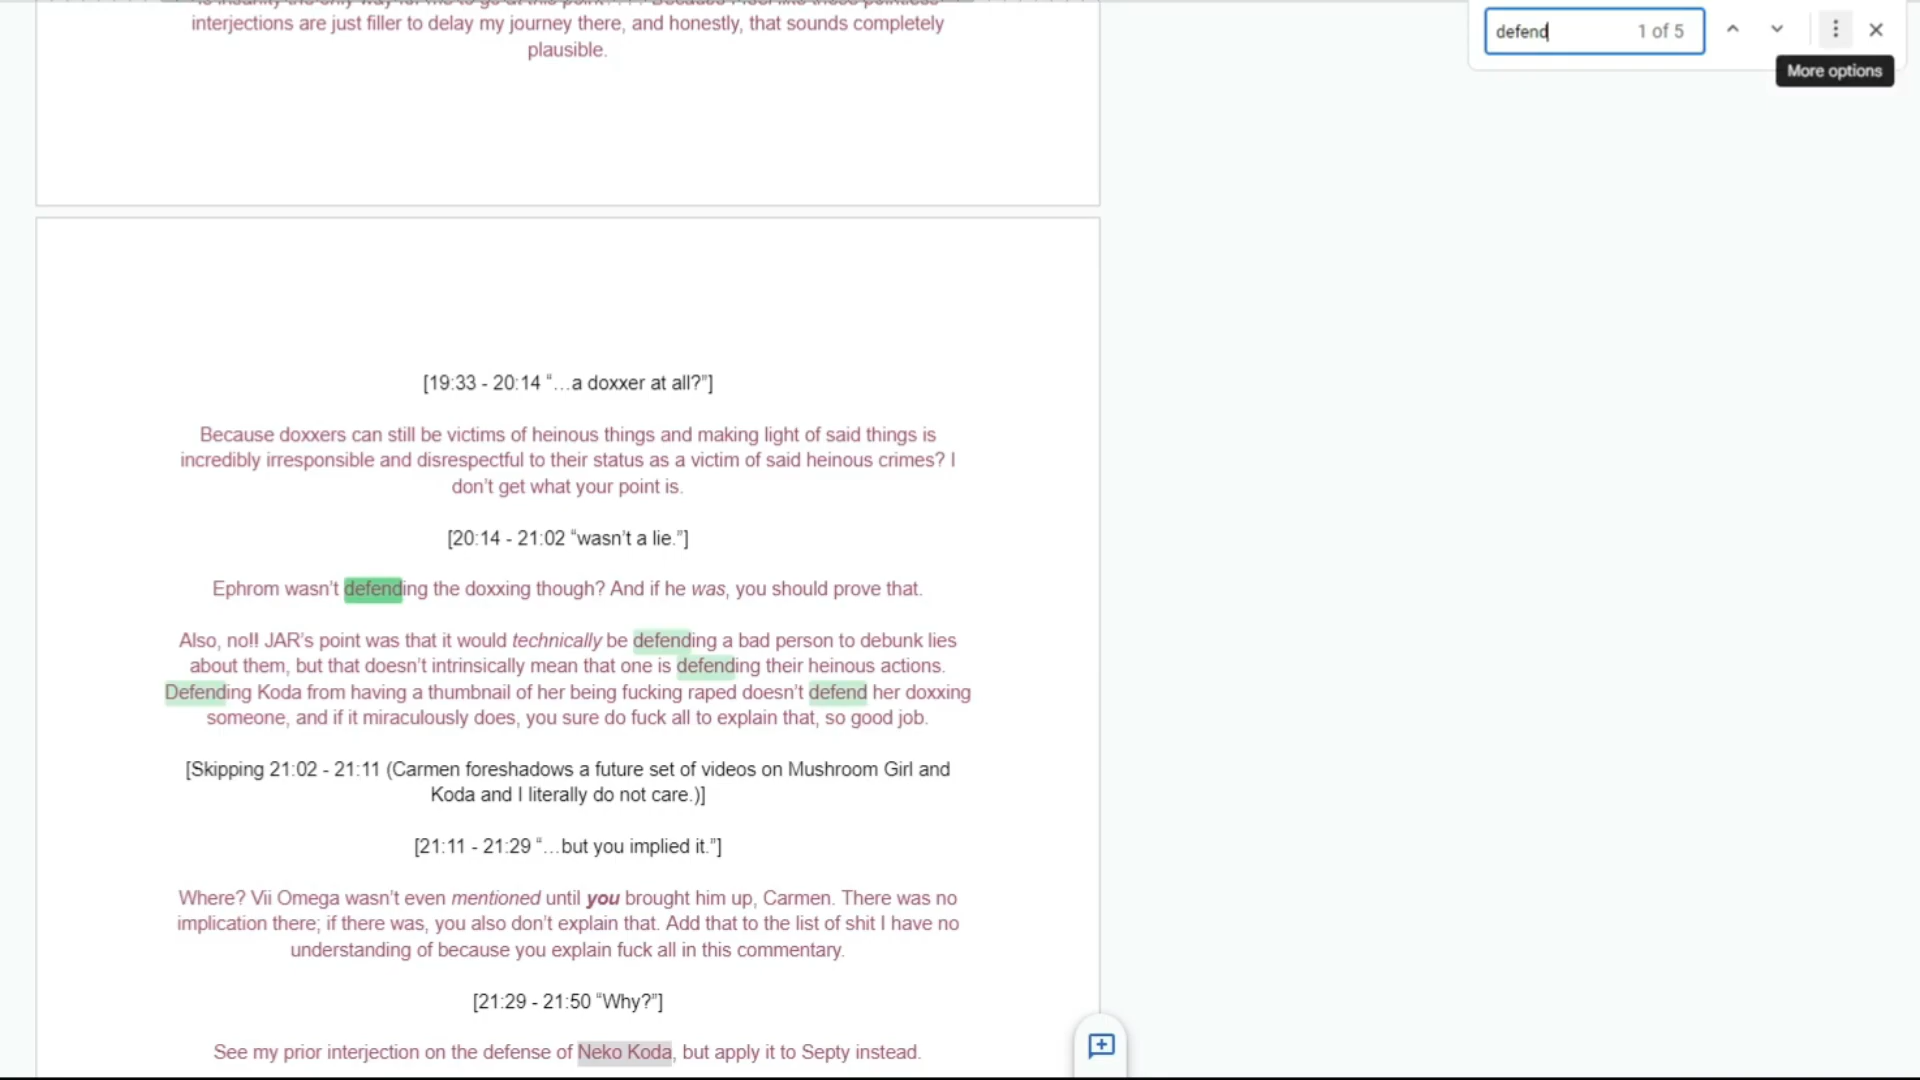 interjections are just filler to delay my journey there, and honestly, that sounds completely
plausible.
defend 1 of 5
More options
[19:33 - 20:14 “…a doxxer at all?”]
Because doxxers can still be victims of heinous things and making light of said things is
incredibly irresponsible and disrespectful to their status as a victim of said heinous crimes? I
don’t get what your point is.
[20:14 - 21:02 “wasn’t a lie.”]
Ephrom wasn’t defending the doxxing though? And if he was, you should prove that.
Also, no!! JAR’s point was that it would technically be defending a bad person to debunk lies
about them, but that doesn’t intrinsically mean that one is defending their heinous actions.
Defending Koda from having a thumbnail of her being fucking raped doesn’t defend her doxxing
someone, and if it miraculously does, you sure do fuck all to explain that, so good job.
[Skipping 21:02 - 21:11 (Carmen foreshadows a future set of videos on Mushroom Girl and
Koda and I literally do not care.)]
[21:11 - 21:29 “…but you implied it.”]
Where? Vii Omega wasn’t even mentioned until you brought him up, Carmen. There was no
implication there; if there was, you also don’t explain that. Add that to the list of shit I have no
understanding of because you explain fuck all in this commentary.
[21:29 - 21:50 “Why?”]
See my prior interjection on the defense of Neko Koda, but apply it to Septy instead.